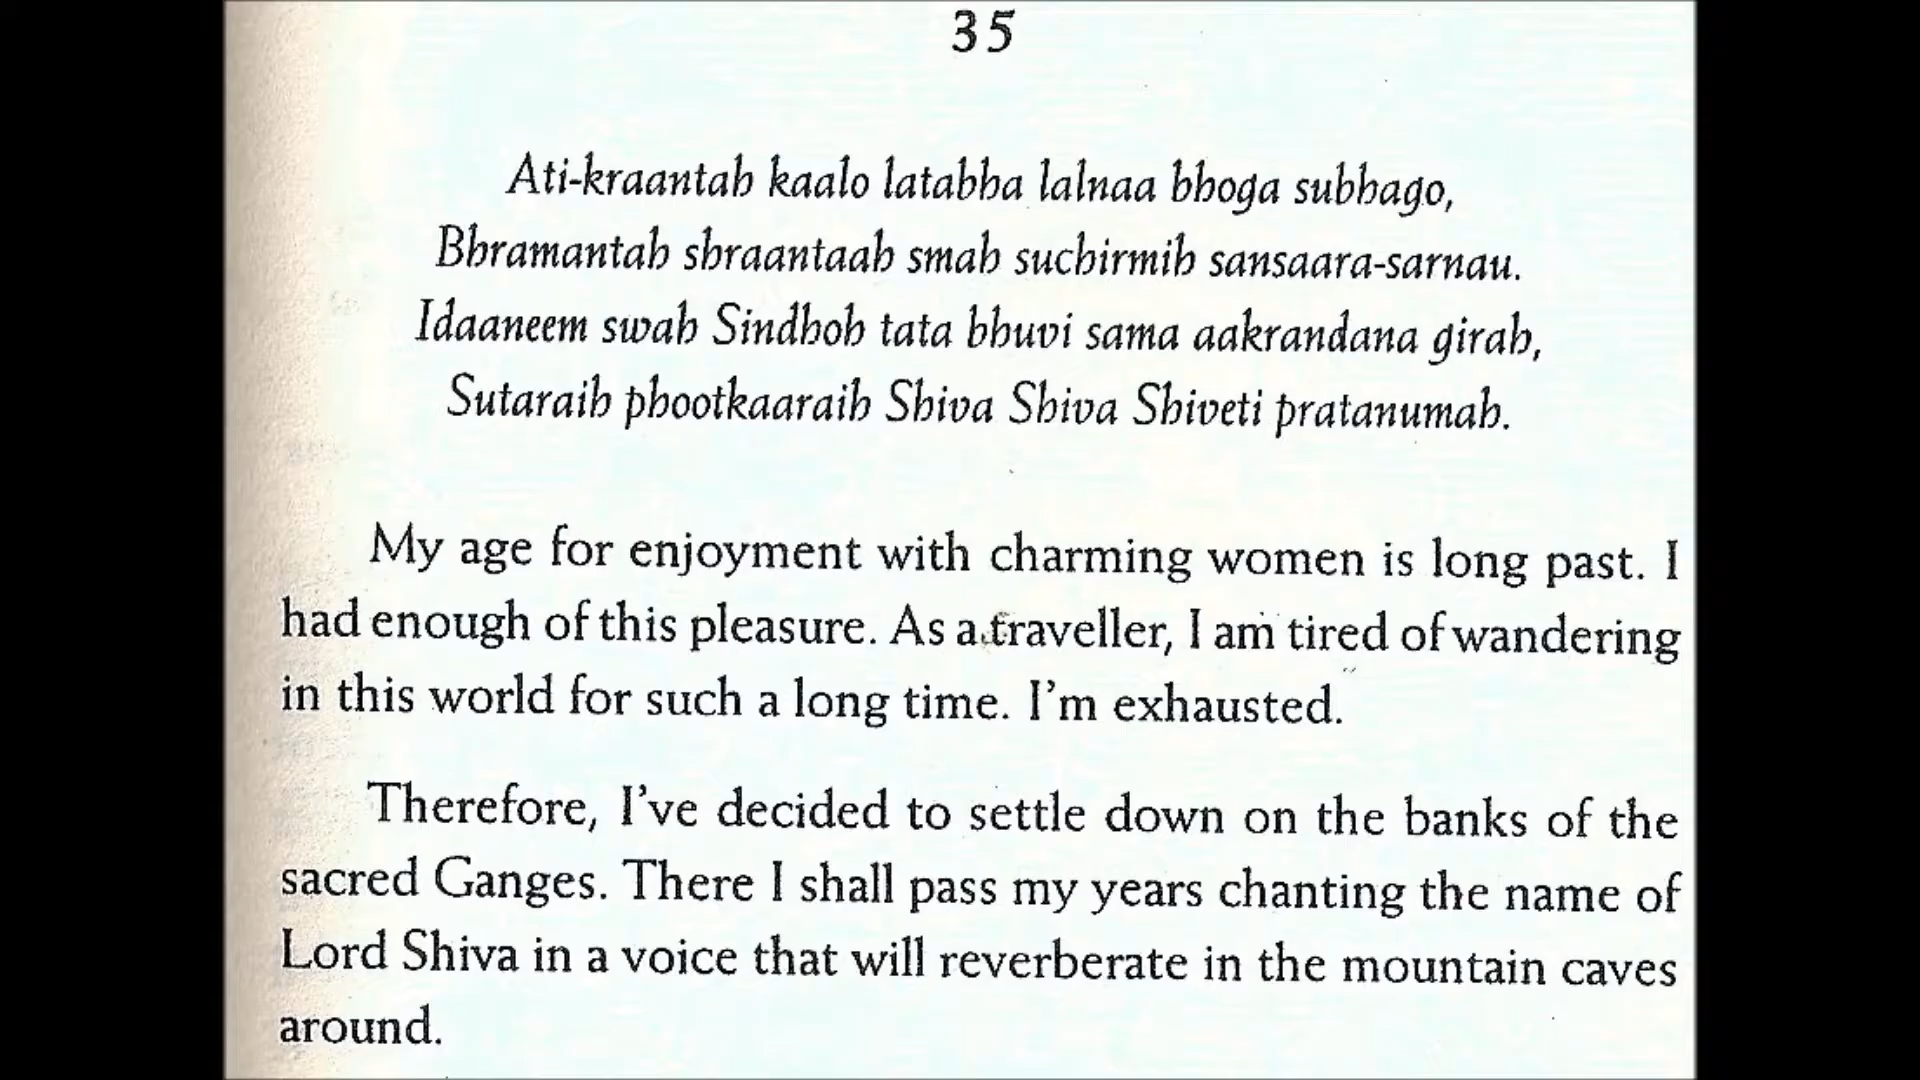 35
Ati-kraantah kaalo latabha lalnaa bhoga subhago,
Bhramantah shraantaah smah suchirmih sansaara-sarnau.
Idaaneem swah Sindhoh tata bhuvi sama aakrandana girah,
Sutaraih phootkaaraih Shiva Shiva Shiveti pratanumah.
My age for enjoyment with charming women is long past. I
had enough of this pleasure. As a traveller, I am tired of wandering
in this world for such a long time. I'm exhausted.
Therefore, I've decided to settle down on the banks of the
sacred Ganges. There I shall pass my years chanting the name of
Lord Shiva in a voice that will reverberate in the mountain caves
around.